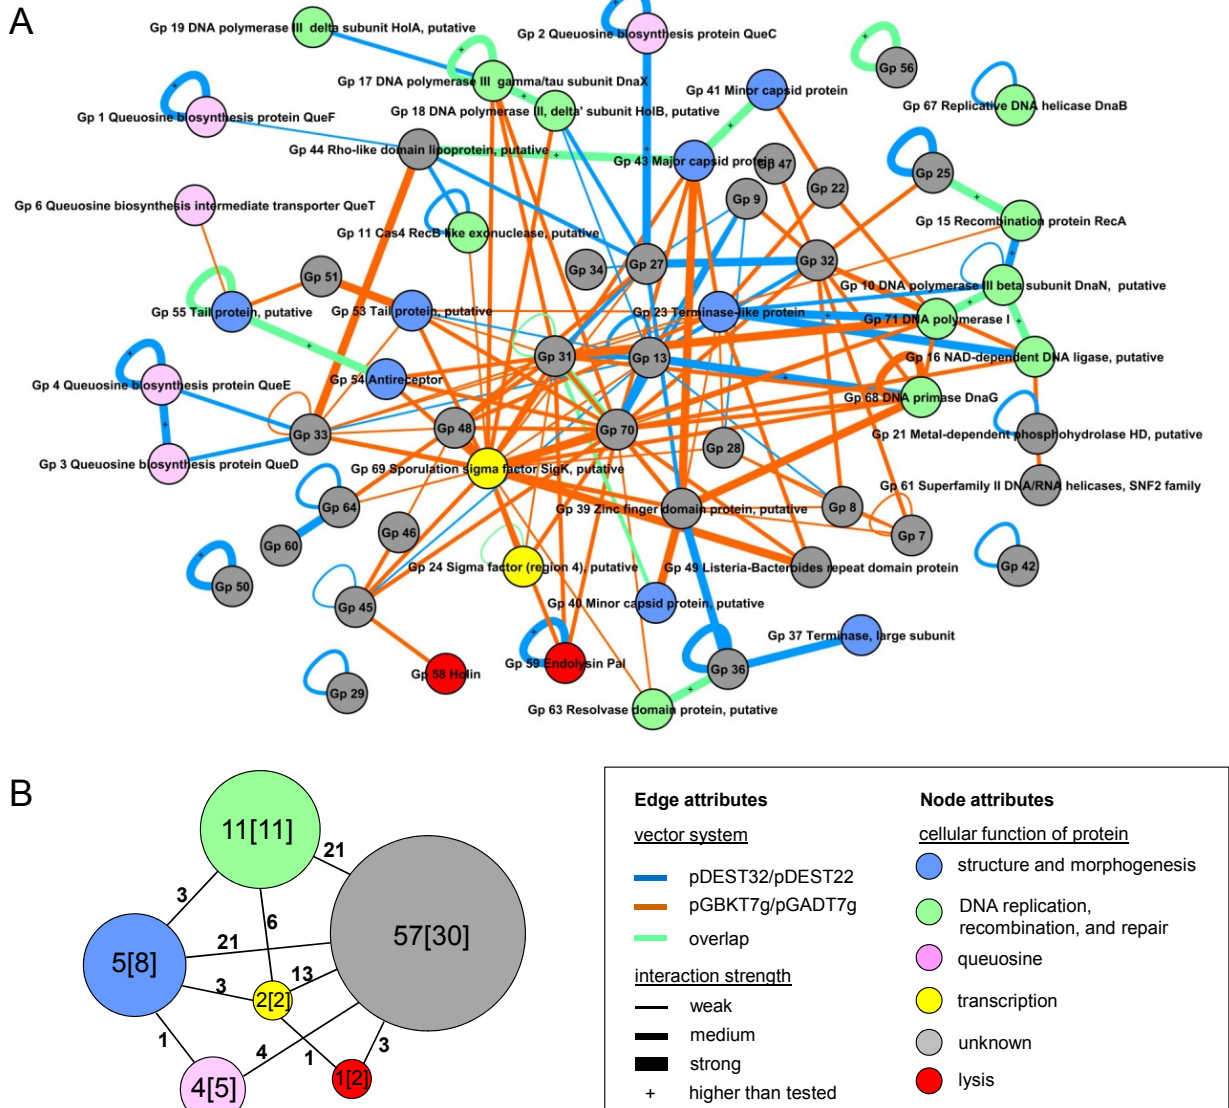 A
Gp 19 DNA polymerase III delta subunit HolA, putative
Gp 2 Queuosine biosynthesis protein QueC
Gp 56
Gp 17 DNA polymerase III gamma/tau subunit DnaX
Gp 41 Minor capsid protein
Gp 67 Replicative DNA helicase DnaB
Gp 18 DNA polymerase III, delta' subunit HolB, putative
Gp 1 Queuosine biosynthesis protein QueF
Gp 44 Rho-like domain lipoprotein, putative
Gp 43 Major capsid protein
Gp 47
Gp 25
Gp 22
Gp 9
Gp 6 Queuosine biosynthesis intermediate transporter QueT
Gp 15 Recombination protein RecA
Gp 11 Cas4 RecB like exonuclease, putative
Gp 34
Gp 27
Gp 32
Gp 51
Gp 10 DNA polymerase III beta subunit DnaN, putative
Gp 55 Tail protein, putative
Gp 53 Tail protein, putative
Gp 23 Terminase-like protein
Gp 71 DNA polymerase I
Gp 31
Gp 13
Gp 16 NAD-dependent DNA ligase, putative
Gp 4 Queuosine biosynthesis protein QueE
Gp 54 Antireceptor
Gp 68 DNA primase DnaG
Gp 33
Gp 48
Gp 70
Gp 28
Gp 21 Metal-dependent phosphohydrolase HD, putative
Gp 3 Queuosine biosynthesis protein QueD
Gp 69 Sporulation sigma factor SigK, putative
Gp 61 Superfamily II DNA/RNA helicases, SNF2 family
Gp 64
Gp 39 Zinc finger domain protein, putative
Gp 8
Gp 46
Gp 7
Gp 60
Gp 24 Sigma factor (region 4), putative
Gp 49 Listeria-Bacteroides repeat domain protein
Gp 42
Gp 50
Gp 45
Gp 40 Minor capsid protein, putative
Gp 37 Terminase, large subunit
Gp 59 Endolysin Pal
Gp 36
Gp 58 Holin
Gp 29
Gp 63 Resolvase domain protein, putative
B
11[11]
21
3
6
57[30]
21
5[8]
13
3
2[2]
1
4
1
3
4[5]
1[2]
Edge attributes
vector system
pDEST32/pDEST22
pGBKT7g/pGADT7g
overlap
interaction strength
weak
medium
strong
+ higher than tested
Node attributes
cellular function of protein
structure and morphogenesis
DNA replication,
recombination, and repair
queuosine
transcription
unknown
lysis